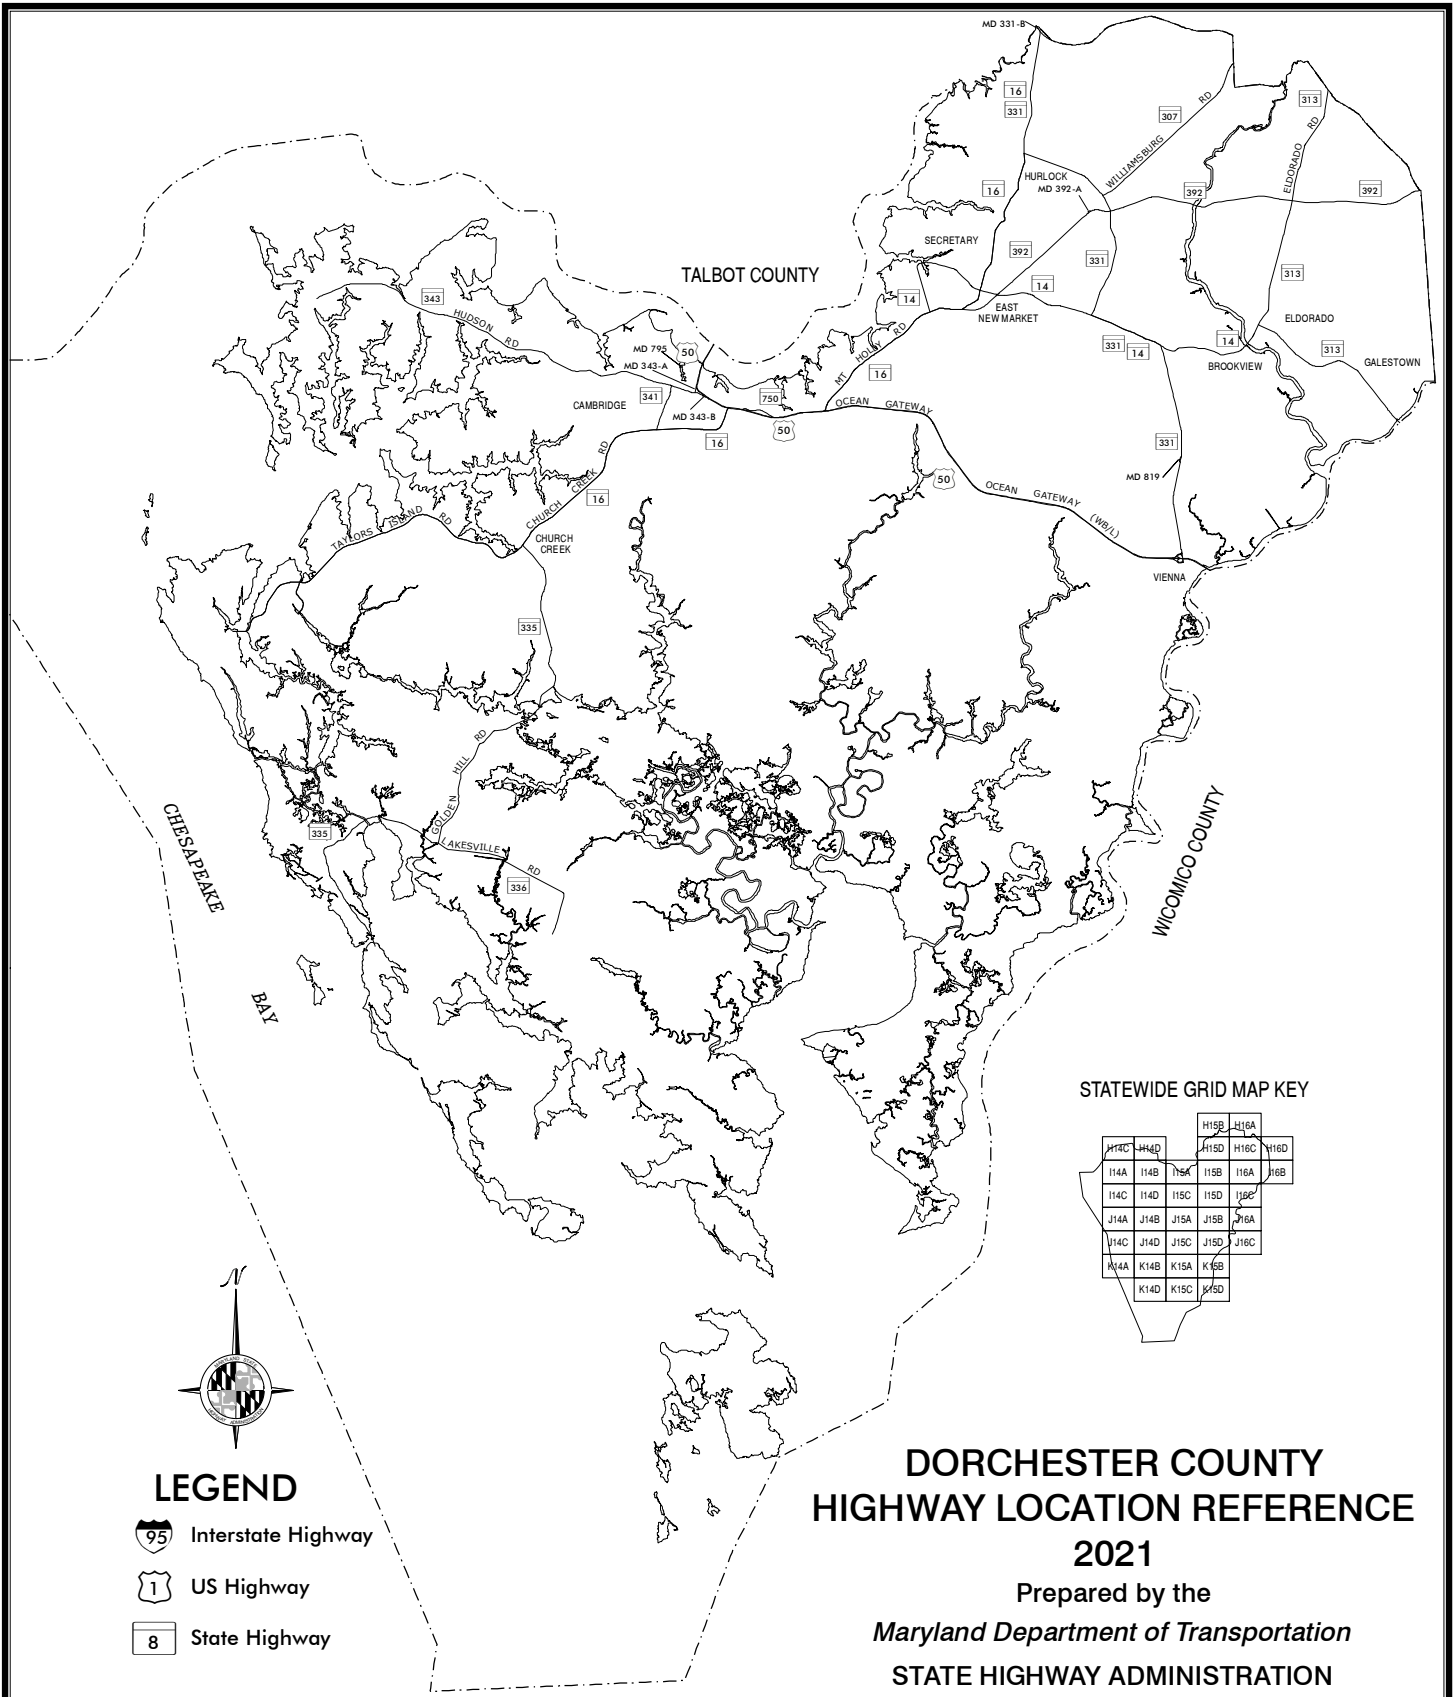 MD 331-B
16
331
313
307
RD
RD
WILLIAMSBURG
ELDORADO
HURLOCK
MD 392-A
16
392
392
SECRETARY
392
331
TALBOT COUNTY
313
14
14
343
EAST
NEW MARKET
ELDORADO
HUDSON
RD
MT HOLLY RD
331
14
14
313
BROOKVIEW
GALESTOWN
MD 795
50
MD 343-A
16
341
750
CAMBRIDGE
MD 343-B
OCEAN GATEWAY
50
16
331
MD 819
50
OCEAN GATEWAY (WB/L)
CHURCH CREEK RD
16
TAYLORS ISLAND RD
CHURCH
CREEK
VIENNA
335
GOLDEN HILL RD
335
LAKESVILLE RD
336
CHESAPEAKE
BAY
WICOMICO COUNTY
STATEWIDE GRID MAP KEY
H15B H16A
H14C H14D H15D H16C H16D
I14A I14B I15A I15B I16A I16B
I14C I14D I15C I15D I16C
J14A J14B J15A J15B J16A
J14C J14D J15C J15D J16C
K14A K14B K15A K15B
K14D K15C K15D
N
MARYLAND STATE
HIGHWAY ADMINISTRATION
LEGEND
95 Interstate Highway
1 US Highway
8 State Highway
DORCHESTER COUNTY
HIGHWAY LOCATION REFERENCE
2021
Prepared by the
Maryland Department of Transportation
STATE HIGHWAY ADMINISTRATION